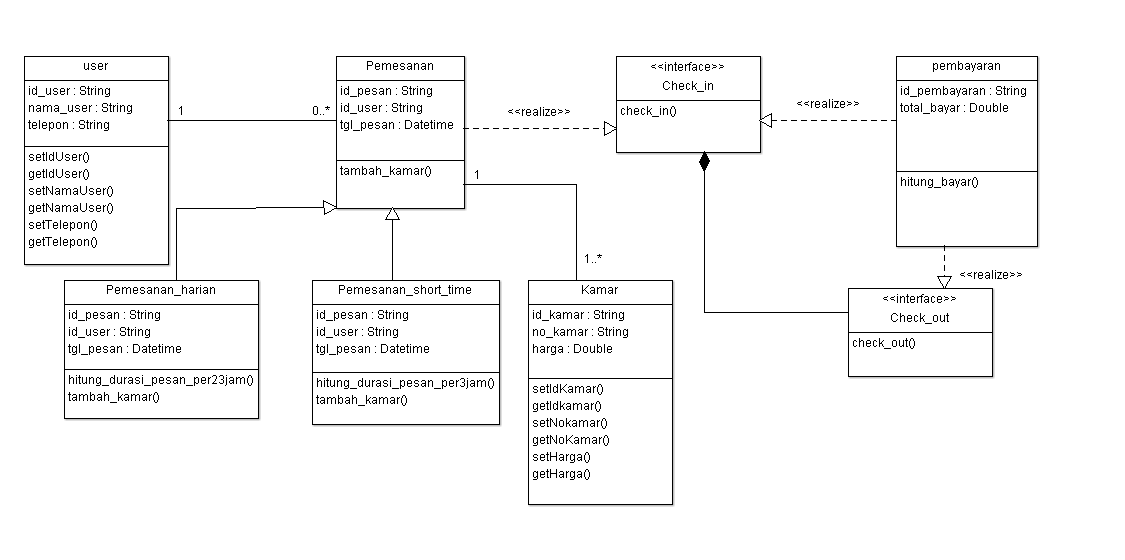 user
id_user : String
nama_user : String
telepon : String
setIdUser()
getIdUser()
setNamaUser()
getNamaUser()
setTelepon()
getTelepon()
1
0..*
Pemesanan
id_pesan : String
id_user : String
tgl_pesan : Datetime
tambah_kamar()
<<realize>>
<<interface>>
Check_in
check_in()
<<realize>>
pembayaran
id_pembayaran : String
total_bayar : Double
hitung_bayar()
1
1..*
<<realize>>
Pemesanan_harian
id_pesan : String
id_user : String
tgl_pesan : Datetime
hitung_durasi_pesan_per23jam()
tambah_kamar()
Pemesanan_short_time
id_pesan : String
id_user : String
tgl_pesan : Datetime
hitung_durasi_pesan_per3jam()
tambah_kamar()
Kamar
id_kamar : String
no_kamar : String
harga : Double
setIdKamar()
getIdkamar()
setNokamar()
getNoKamar()
setHarga()
getHarga()
<<interface>>
Check_out
check_out()